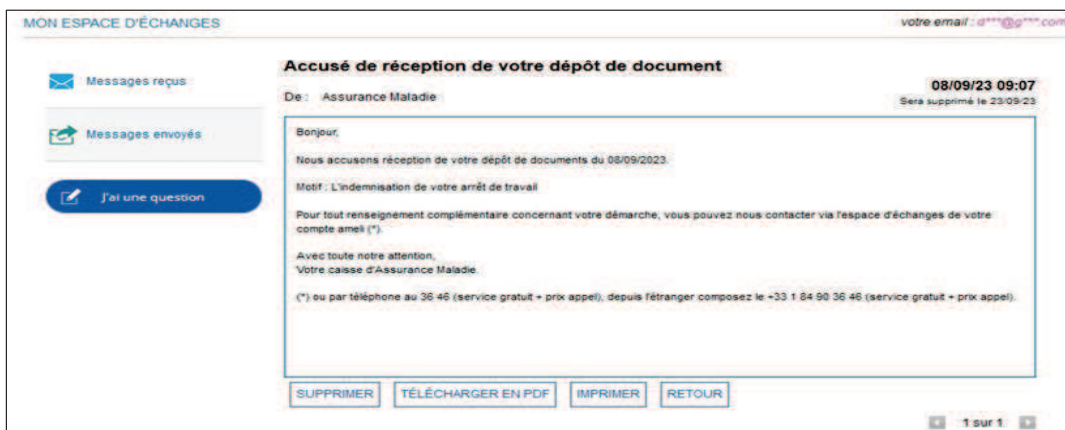 MON ESPACE D'ÉCHANGES
votre email : d***@g***.com
Messages reçus
Messages envoyés
J'ai une question
Accusé de réception de votre dépôt de document
De : Assurance Maladie
08/09/23 09:07
Sera supprimé le 23/09/23
Bonjour,
Nous accusons réception de votre dépôt de documents du 08/09/2023.
Motif : L'indemnisation de votre arrêt de travail
Pour tout renseignement complémentaire concernant votre démarche, vous pouvez nous contacter via l'espace d'échanges de votre
compte ameli (*).
Avec toute notre attention,
Votre caisse d'Assurance Maladie.
(*) ou par téléphone au 36 46 (service gratuit + prix appel), depuis l'étranger composez le +33 1 84 90 36 46 (service gratuit + prix appel).
SUPPRIMER
TÉLÉCHARGER EN PDF
IMPRIMER
RETOUR
1 sur 1